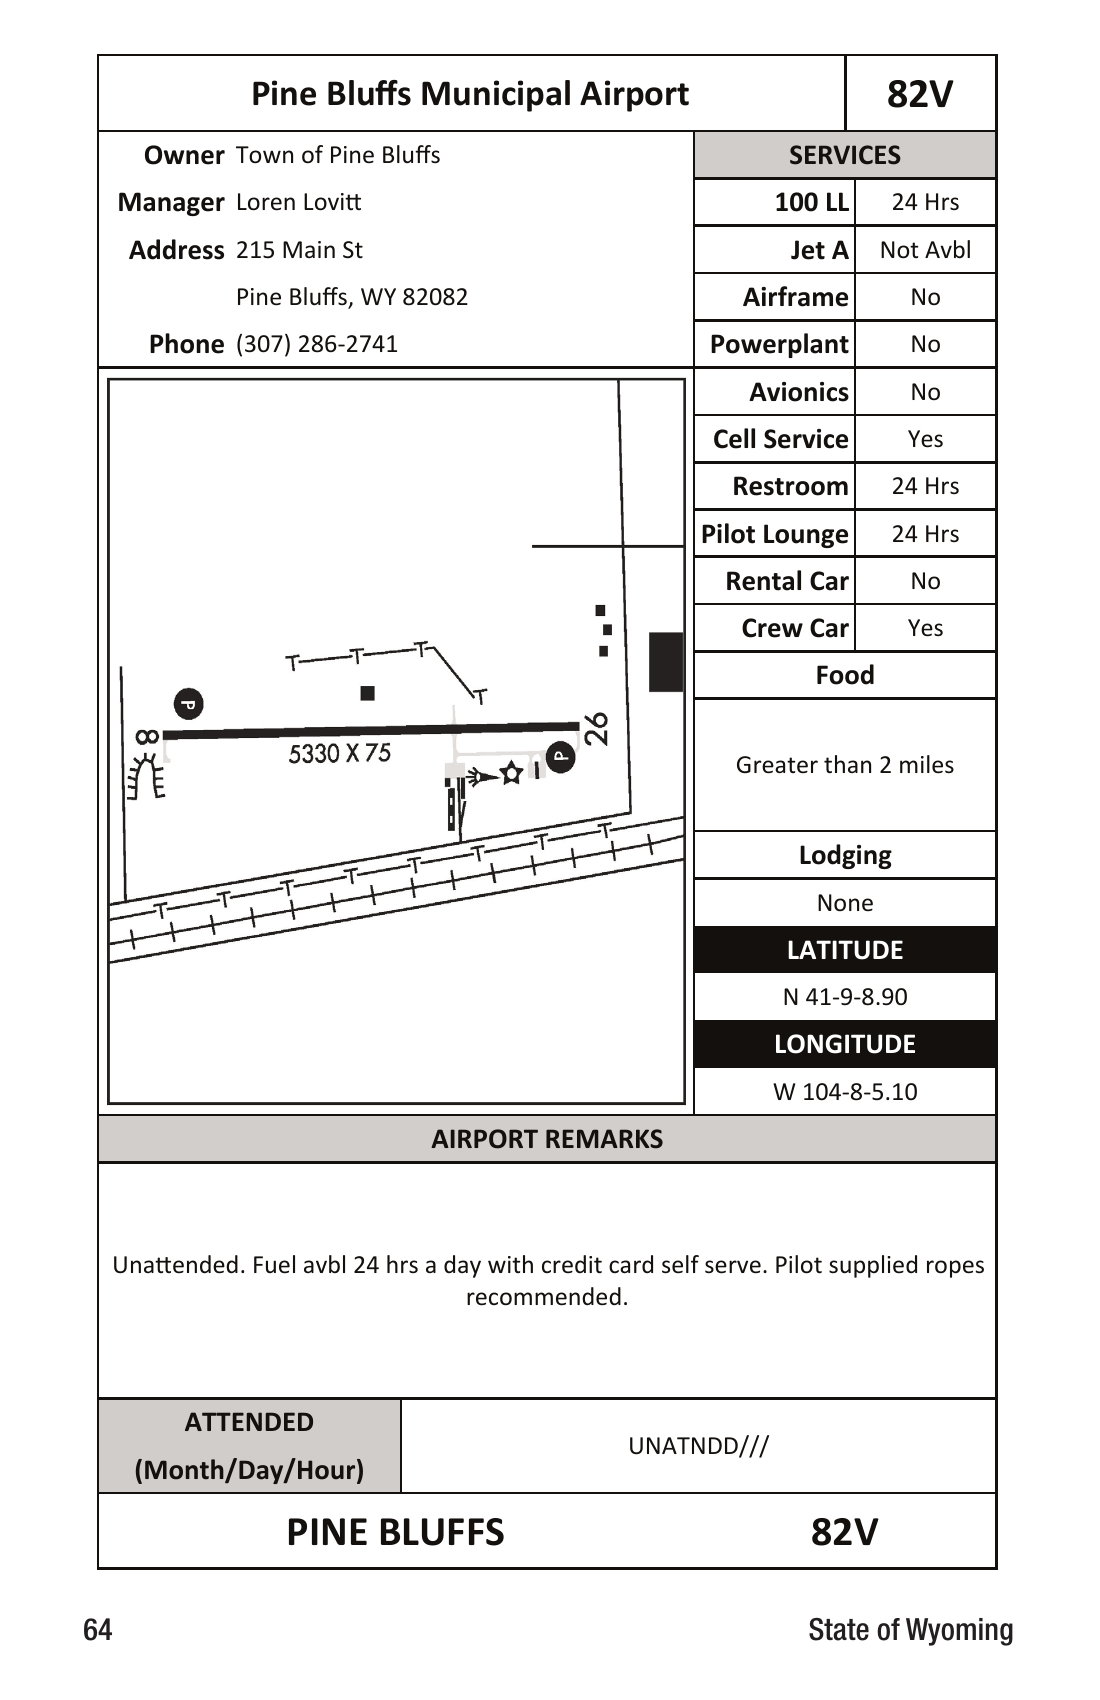 Pine Bluffs Municipal Airport 82V
Owner Town of Pine Bluffs
Manager Loren Lovitt
Address 215 Main St
Pine Bluffs, WY 82082
Phone (307) 286-2741
SERVICES
100 LL 24 Hrs
Jet A Not Avbl
Airframe No
Powerplant No
Avionics No
Cell Service Yes
Restroom 24 Hrs
Pilot Lounge 24 Hrs
Rental Car No
Crew Car Yes
Food
Greater than 2 miles
Lodging
None
LATITUDE
N 41-9-8.90
LONGITUDE
W 104-8-5.10
P
8
5330 X 75
26
P
AIRPORT REMARKS
Unattended. Fuel avbl 24 hrs a day with credit card self serve. Pilot supplied ropes
recommended.
ATTENDED
(Month/Day/Hour)
UNATNDD///
PINE BLUFFS 82V
64 State of Wyoming